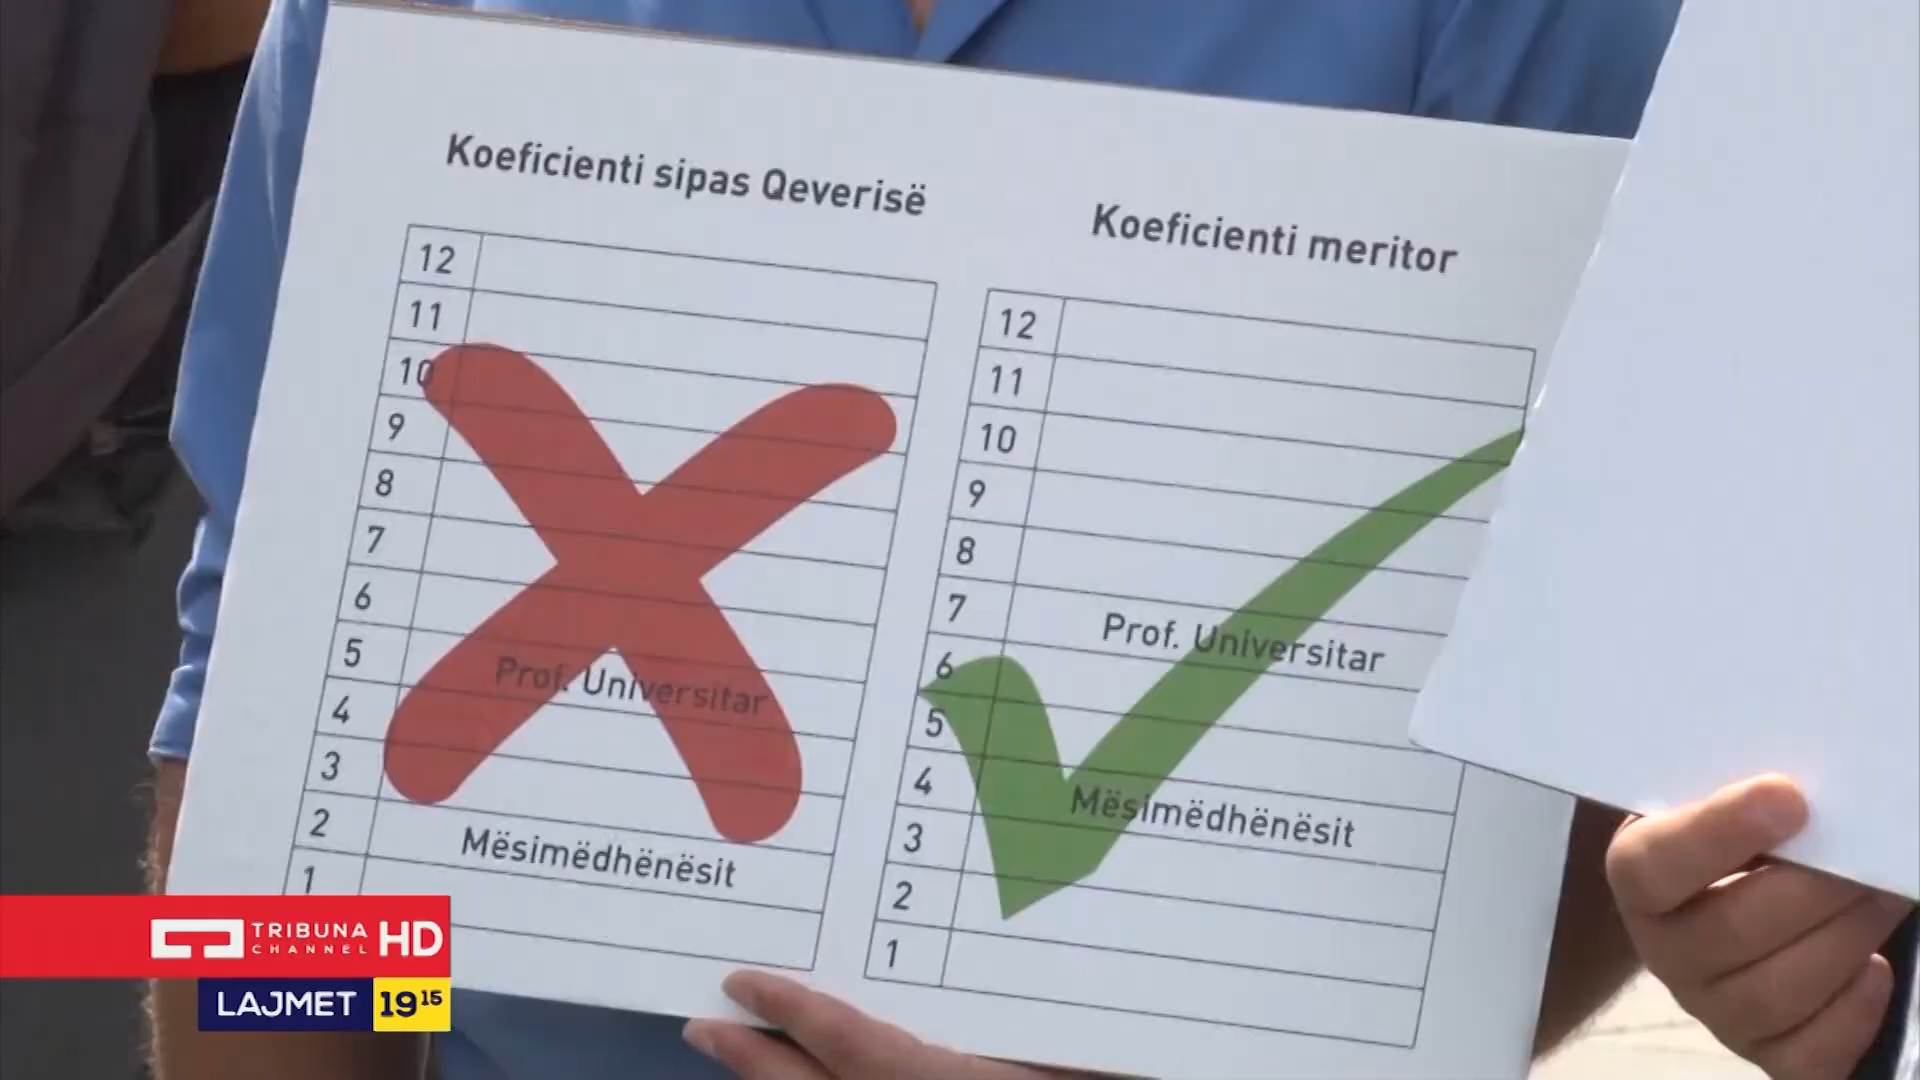 Koeficienti sipas Qeverisë
12
11
10
9
8
7
6
5 Prof. Universitar
4
3
2 Mësimëdhënësit
1
Koeficienti meritor
12
11
10
9
8
7 Prof. Universitar
6
5
4 Mësimëdhënësit
3
2
1
TRIBUNA
CHANNEL
HD
LAJMET 19 15